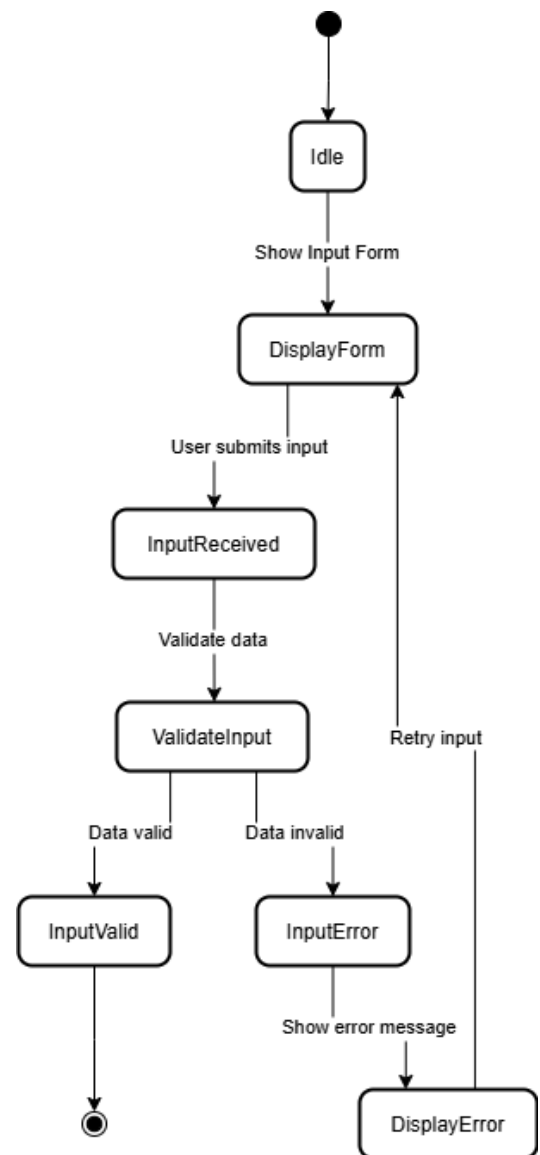 Idle
Show Input Form
DisplayForm
User submits input
InputReceived
Validate data
ValidateInput
Retry input
Data valid
Data invalid
InputValid
InputError
Show error message
DisplayError